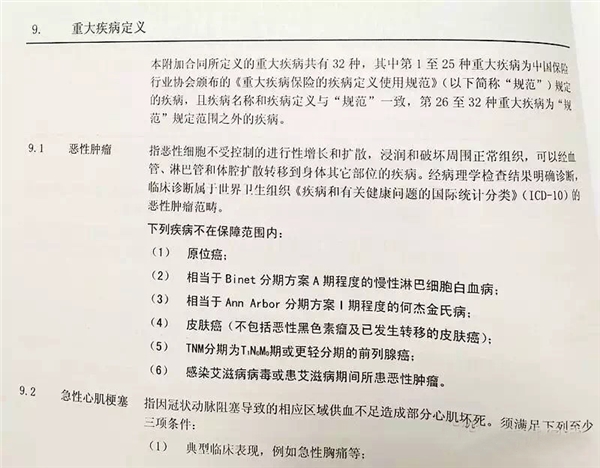 9. 重大疾病定义
本附加合同所定义的重大疾病共有 32 种，其中第 1 至 25 种重大疾病为中国保险
行业协会颁布的《重大疾病保险的疾病定义使用规范》（以下简称“规范”）规定
的疾病，且疾病名称和疾病定义与“规范”一致，第 26 至 32 种重大疾病为“规
范”规定范围之外的疾病。
9.1 恶性肿瘤 指恶性细胞不受控制的进行性增长和扩散，浸润和破坏周围正常组织，可以经血
管、淋巴管和体腔扩散转移到身体其它部位的疾病。经病理学检查结果明确诊断，
临床诊断属于世界卫生组织《疾病和有关健康问题的国际统计分类》(ICD-10)的
恶性肿瘤范畴。
下列疾病不在保障范围内：
（1） 原位癌；
（2） 相当于 Binet 分期方案 A 期程度的慢性淋巴细胞白血病；
（3） 相当于 Ann Arbor 分期方案 I 期程度的何杰金氏病；
（4） 皮肤癌（不包括恶性黑色素瘤及已发生转移的皮肤癌）；
（5） TNM分期为T₁N₀M₀期或更轻分期的前列腺癌；
（6） 感染艾滋病病毒或患艾滋病期间所患恶性肿瘤。
9.2 急性心肌梗塞 指因冠状动脉阻塞导致的相应区域供血不足造成部分心肌坏死。须满足下列至少
三项条件：
（1） 典型临床表现，例如急性胸痛等；